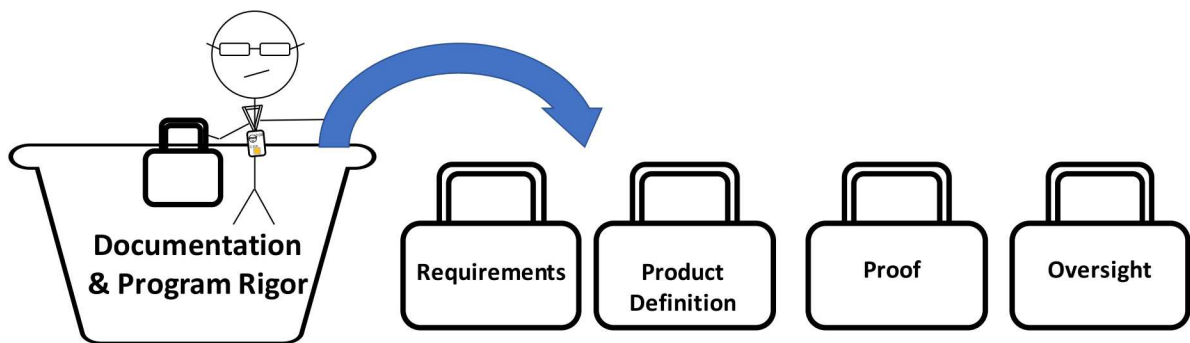 Documentation
& Program Rigor
Requirements
Product
Definition
Proof
Oversight